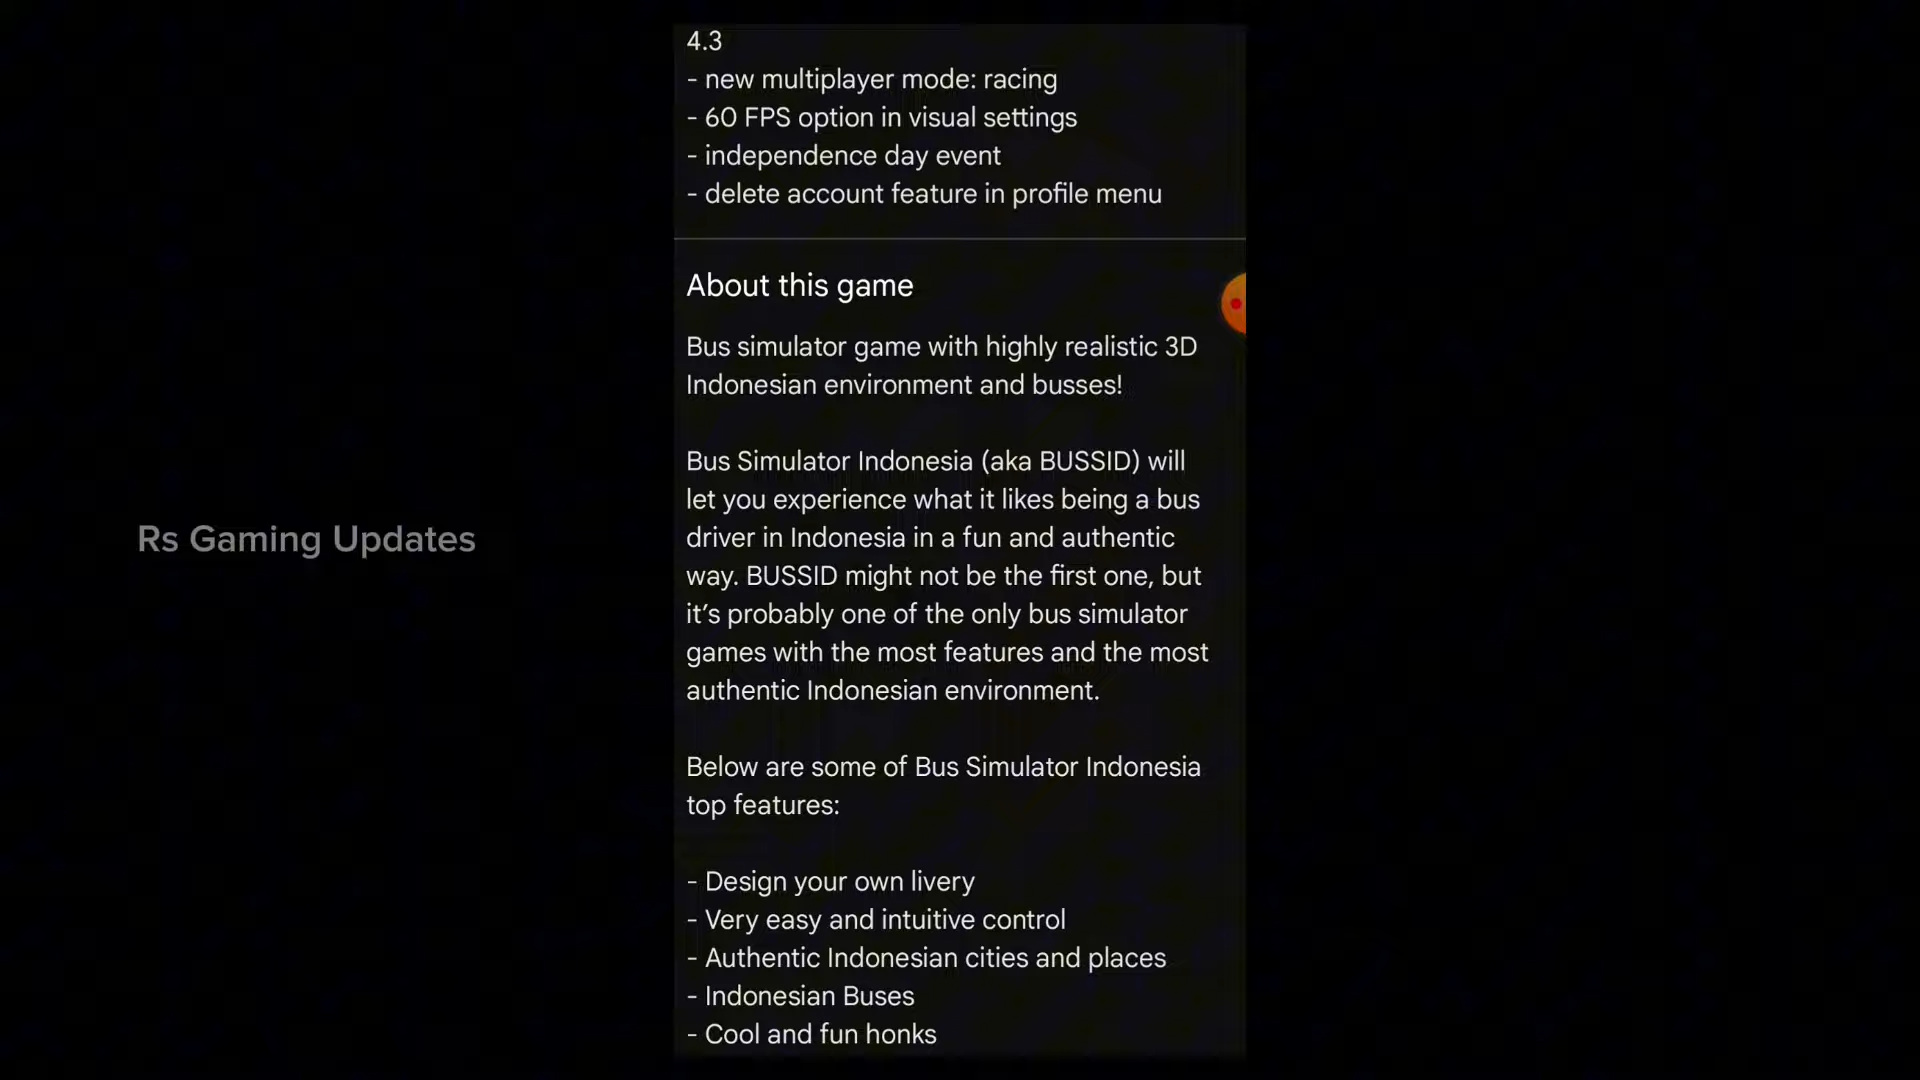 4.3
- new multiplayer mode: racing
- 60 FPS option in visual settings
- independence day event
- delete account feature in profile menu
About this game
Bus simulator game with highly realistic 3D
Indonesian environment and busses!
Bus Simulator Indonesia (aka BUSSID) will
let you experience what it likes being a bus
driver in Indonesia in a fun and authentic
way. BUSSID might not be the first one, but
it's probably one of the only bus simulator
games with the most features and the most
authentic Indonesian environment.
Below are some of Bus Simulator Indonesia
top features:
- Design your own livery
- Very easy and intuitive control
- Authentic Indonesian cities and places
- Indonesian Buses
- Cool and fun honks
Rs Gaming Updates